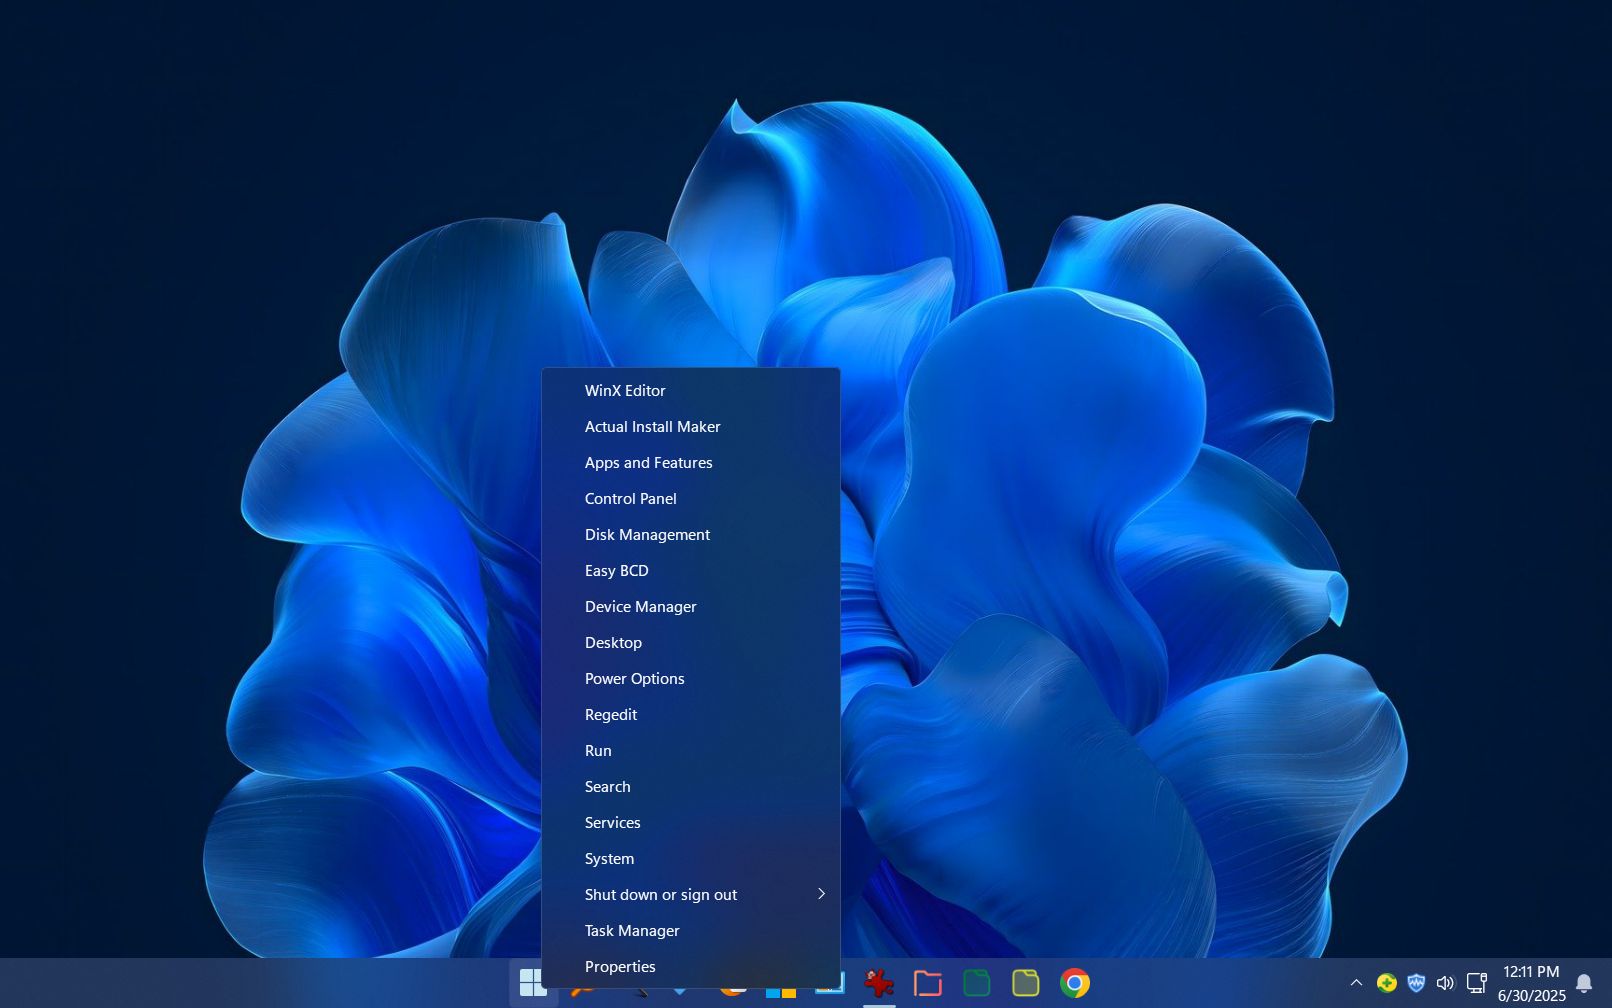 WinX Editor
Actual Install Maker
Apps and Features
Control Panel
Disk Management
Easy BCD
Device Manager
Desktop
Power Options
Regedit
Run
Search
Services
System
Shut down or sign out
Task Manager
Properties
12:11 PM
6/30/2025